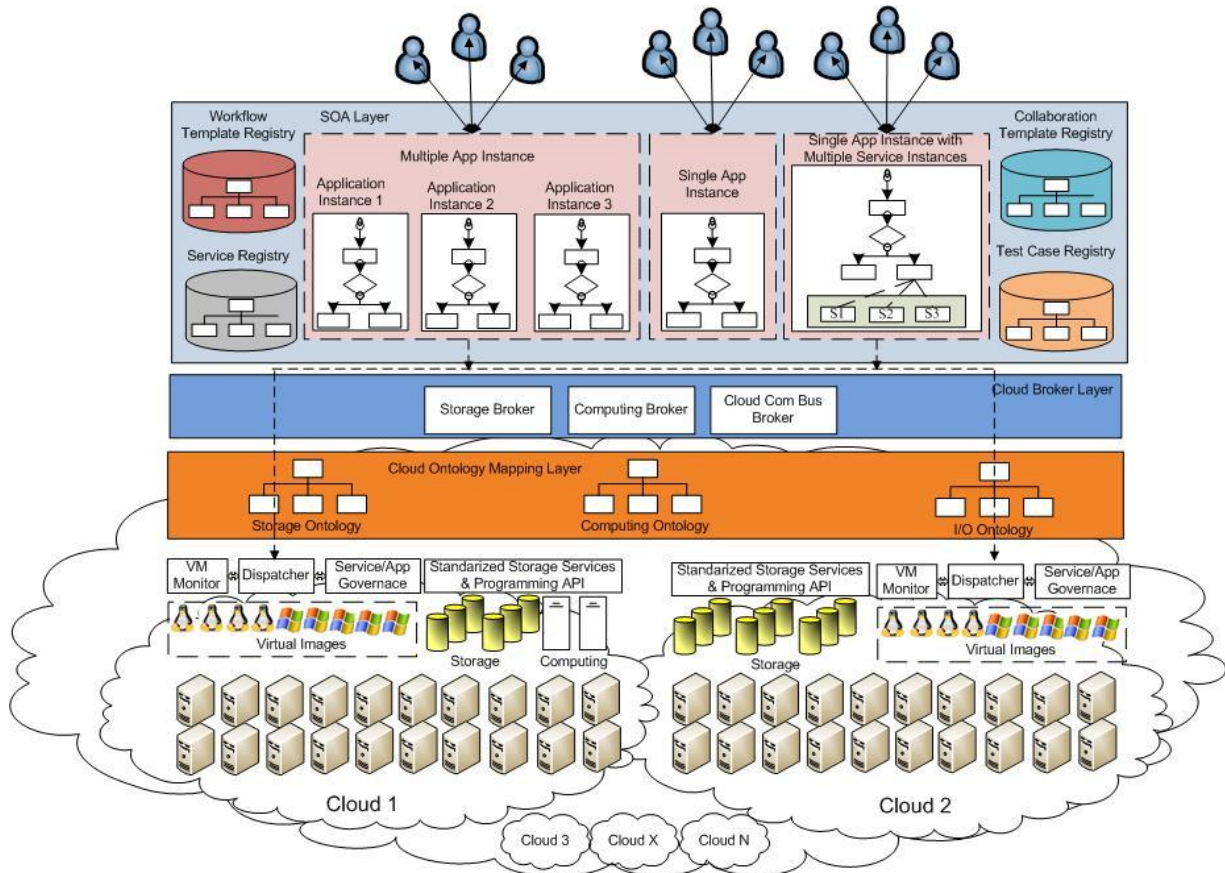 Workflow
Template Registry
SOA Layer
Multiple App Instance
Application
Instance 1
Application
Instance 2
Application
Instance 3
Single App
Instance
Single App Instance with
Multiple Service Instances
S1
S2
S3
Collaboration
Template Registry
Service Registry
Test Case Registry
Cloud Broker Layer
Storage Broker
Computing Broker
Cloud Com Bus
Broker
Cloud Ontology Mapping Layer
Storage Ontology
Computing Ontology
I/O Ontology
VM
Monitor
Dispatcher
Service/App
Governace
Standarized Storage Services
& Programming API
Virtual Images
Storage
Computing
Cloud 1
Standarized Storage Services
& Programming API
VM
Monitor
Dispatcher
Service/App
Governace
Storage
Virtual Images
Cloud 2
Cloud 3
Cloud X
Cloud N